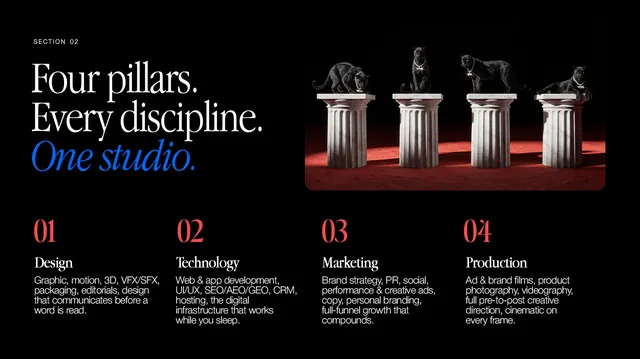 SECTION 02
Four pillars.
Every discipline.
One studio.
01
Design
Graphic, motion, 3D, VFX/SFX,
packaging, editorials, design
that communicates before a
word is read.
02
Technology
Web & app development,
UI/UX, SEO/AEO/GEO, CRM,
hosting, the digital
infrastructure that works
while you sleep.
03
Marketing
Brand strategy, PR, social,
performance & creative ads,
copy, personal branding,
full-funnel growth that
compounds.
04
Production
Ad & brand films, product
photography, videography,
full pre-to-post creative
direction, cinematic on
every frame.